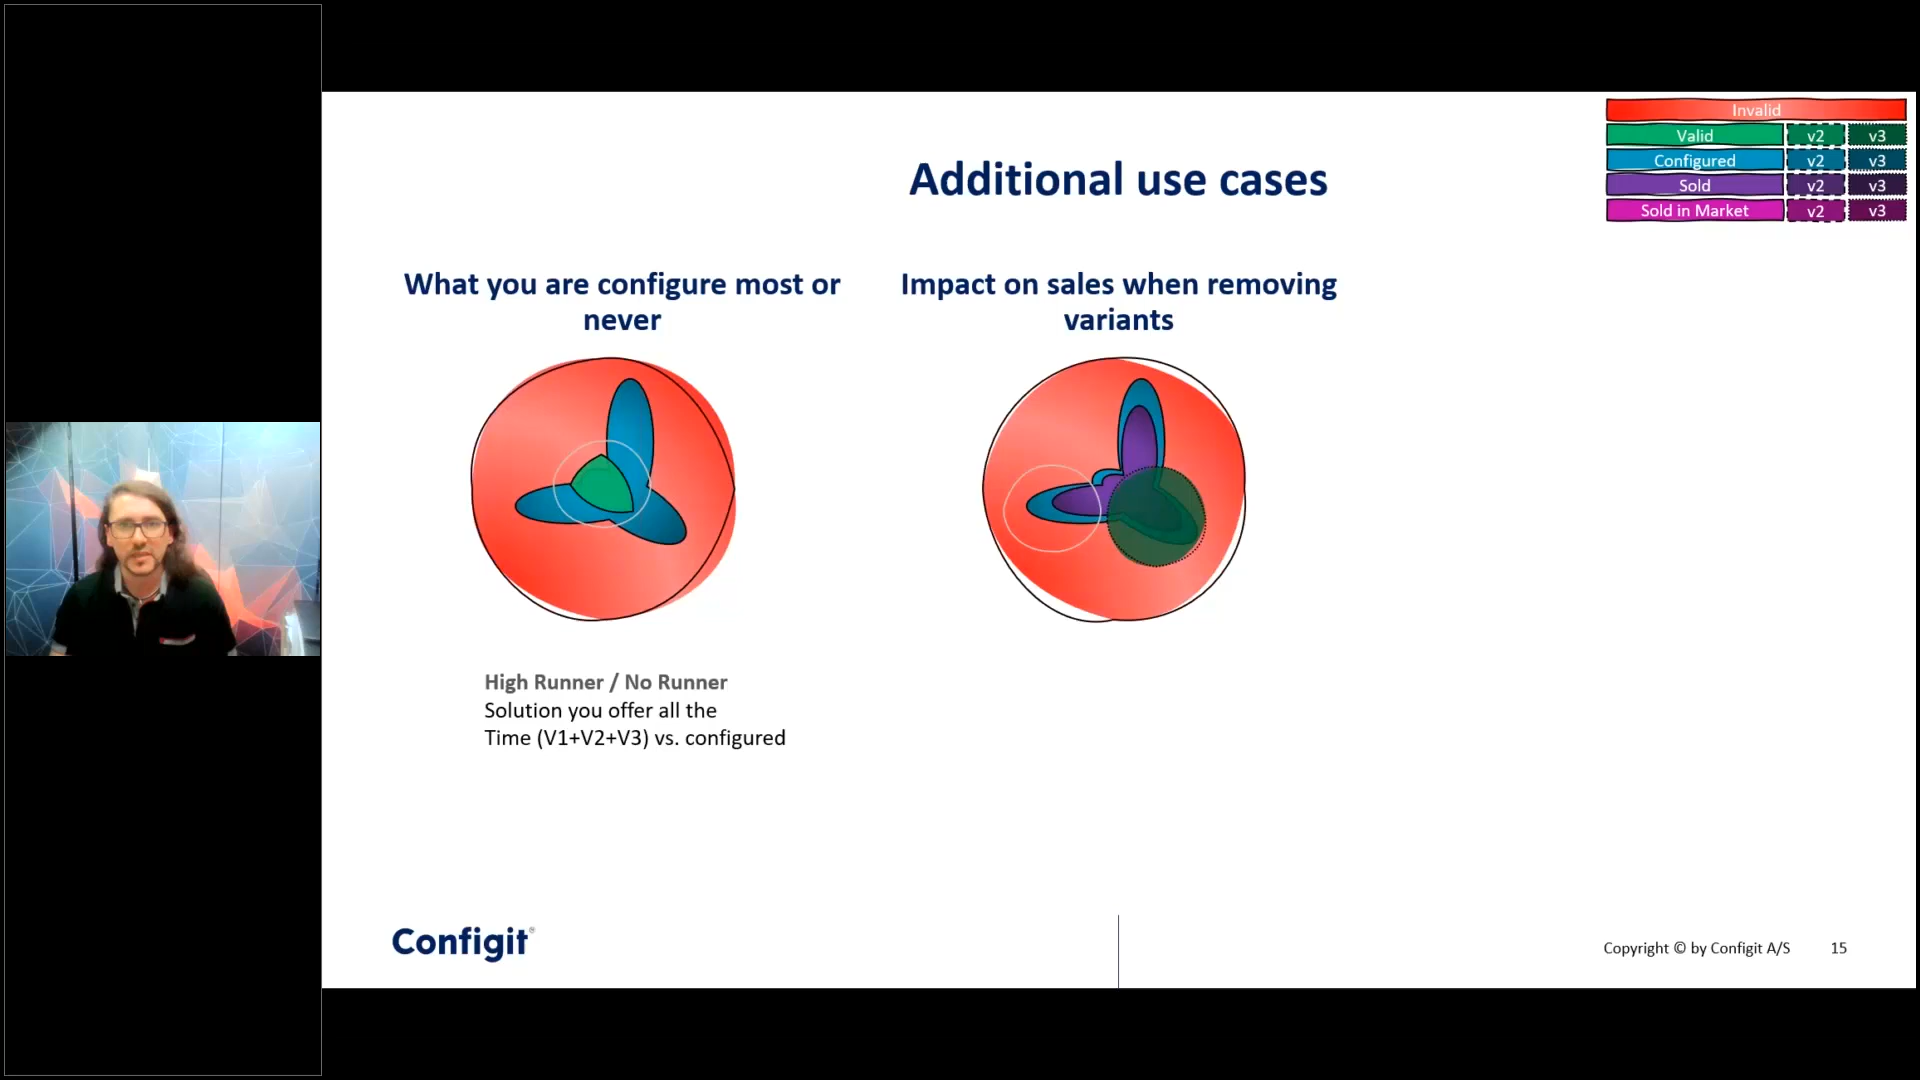 Invalid
Valid v2 v3
Configured v2 v3
Sold v2 v3
Sold in Market v2 v3
Additional use cases
What you are configure most or
never
Impact on sales when removing
variants
High Runner / No Runner
Solution you offer all the
Time (V1+V2+V3) vs. configured
Configit®
Copyright © by Configit A/S 15